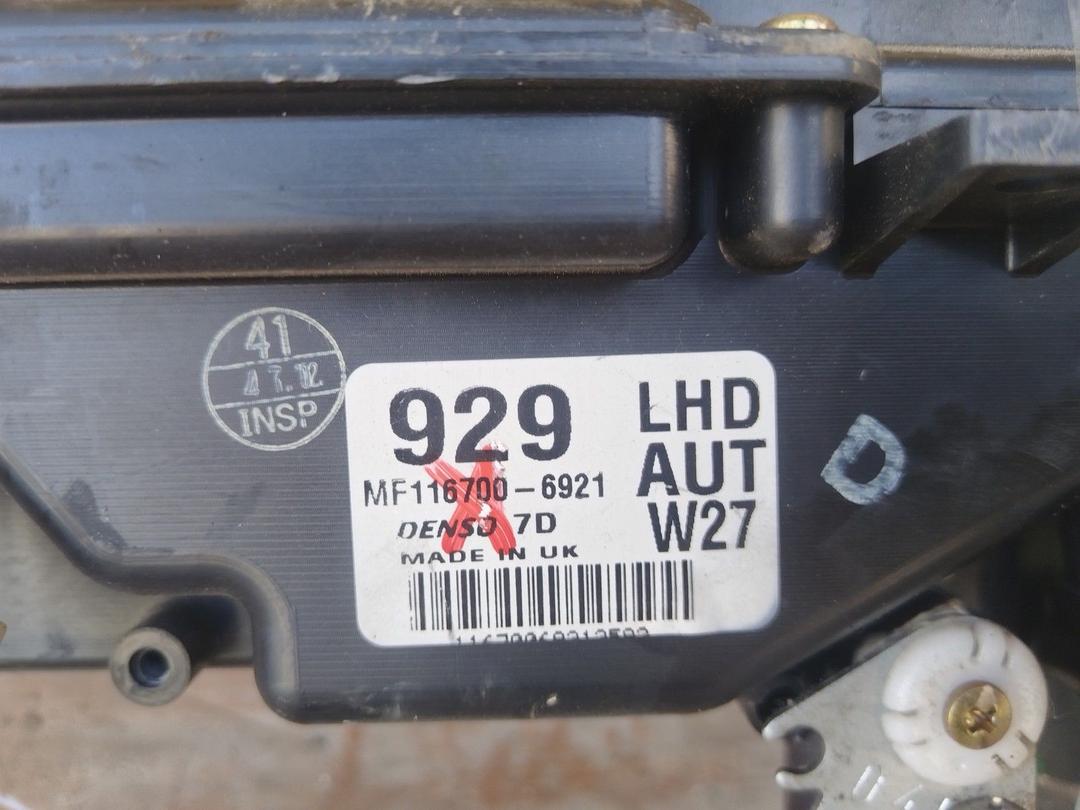 41
INSP
929
MF116700-6921
DENSO 7D
MADE IN UK
LHD
AUT
W27
D